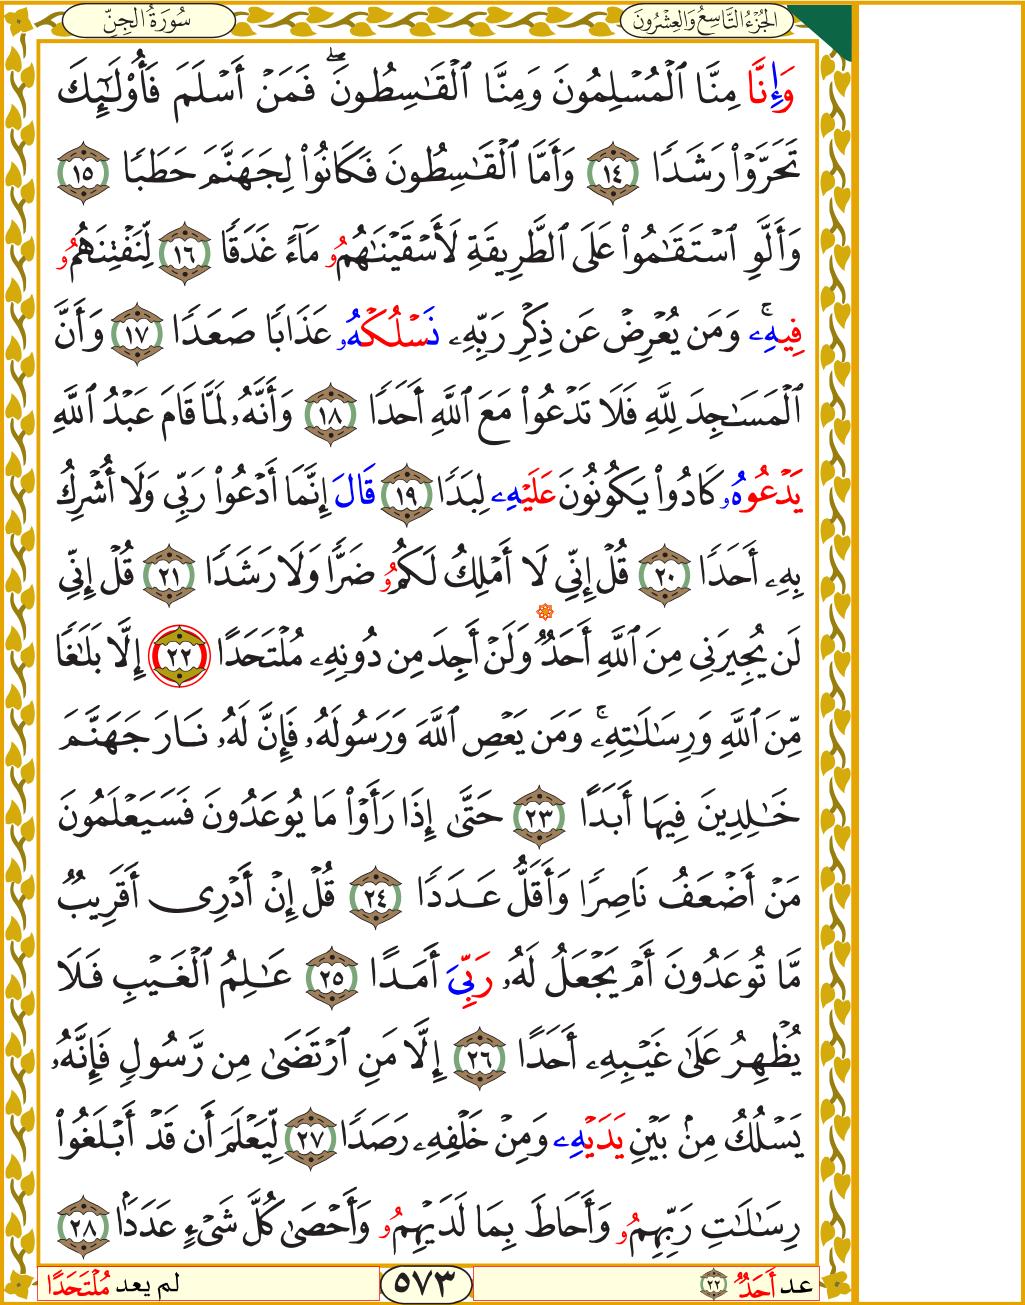 الجُزْءُ التَّاسِعُ وَالعِشْرُونَ
سُورَةُ الجِنِّ
وَإِنَّا مِنَّا ٱلْمُسْلِمُونَ وَمِنَّا ٱلْقَٰسِطُونَۖ فَمَنْ أَسْلَمَ فَأُوْلَٰٓئِكَ
تَحَرَّوْاْ رَشَدٗا ١٤ وَأَمَّا ٱلْقَٰسِطُونَ فَكَانُواْ لِجَهَنَّمَ حَطَبٗا ١٥
وَأَلَّوِ ٱسْتَقَٰمُواْ عَلَى ٱلطَّرِيقَةِ لَأَسْقَيْنَٰهُمُۥ مَآءً غَدَقٗا ١٦ لِّنَفْتِنَهُمُۥ
فِيهِۦۚ وَمَن يُعْرِضْ عَن ذِكْرِ رَبِّهِۦ نَسْلُكْهُۥ عَذَابٗا صَعَدٗا ١٧ وَأَنَّ
ٱلْمَسَٰجِدَ لِلَّهِ فَلَا تَدْعُواْ مَعَ ٱللَّهِ أَحَدٗا ١٨ وَأَنَّهُۥ لَمَّا قَامَ عَبْدُ ٱللَّهِ
يَدْعُوهُۥ كَادُواْ يَكُونُونَ عَلَيْهِۦ لِبَدٗا ١٩ قَالَ إِنَّمَا أَدْعُواْ رَبِّي وَلَا أُشْرِكُ
بِهِۦ أَحَدٗا ٢٠ قُلْ إِنِّي لَا أَمْلِكُ لَكُمُۥ ضَرّٗا وَلَا رَشَدٗا ٢١ قُلْ إِنِّي
لَن يُجِيرَنِي مِنَ ٱللَّهِ أَحَدٞ وَلَنْ أَجِدَ مِن دُونِهِۦ مُلْتَحَدًا ٢٢ إِلَّا بَلَٰغٗا
مِّنَ ٱللَّهِ وَرِسَٰلَٰتِهِۦۚ وَمَن يَعْصِ ٱللَّهَ وَرَسُولَهُۥ فَإِنَّ لَهُۥ نَارَ جَهَنَّمَ
خَٰلِدِينَ فِيهَا أَبَدًا ٢٣ حَتَّىٰ إِذَا رَأَوْاْ مَا يُوعَدُونَ فَسَيَعْلَمُونَ
مَنْ أَضْعَفُ نَاصِرٗا وَأَقَلُّ عَدَدٗا ٢٤ قُلْ إِنْ أَدْرِي أَقَرِيبٞ
مَّا تُوعَدُونَ أَمْ يَجْعَلُ لَهُۥ رَبِّيَ أَمَدًا ٢٥ عَٰلِمُ ٱلْغَيْبِ فَلَا
يُظْهِرُ عَلَىٰ غَيْبِهِۦ أَحَدًا ٢٦ إِلَّا مَنِ ٱرْتَضَىٰ مِن رَّسُولٖ فَإِنَّهُۥ
يَسْلُكُ مِنۢ بَيْنِ يَدَيْهِۦ وَمِنْ خَلْفِهِۦ رَصَدٗا ٢٧ لِّيَعْلَمَ أَن قَدْ أَبْلَغُواْ
رِسَٰلَٰتِ رَبِّهِمُۥ وَأَحَاطَ بِمَا لَدَيْهِمُۥ وَأَحْصَىٰ كُلَّ شَيْءٍ عَدَدَۢا ٢٨
عد أَحَدٞ ٢٢
٥٧٣
لم يعد مُلْتَحَدًا